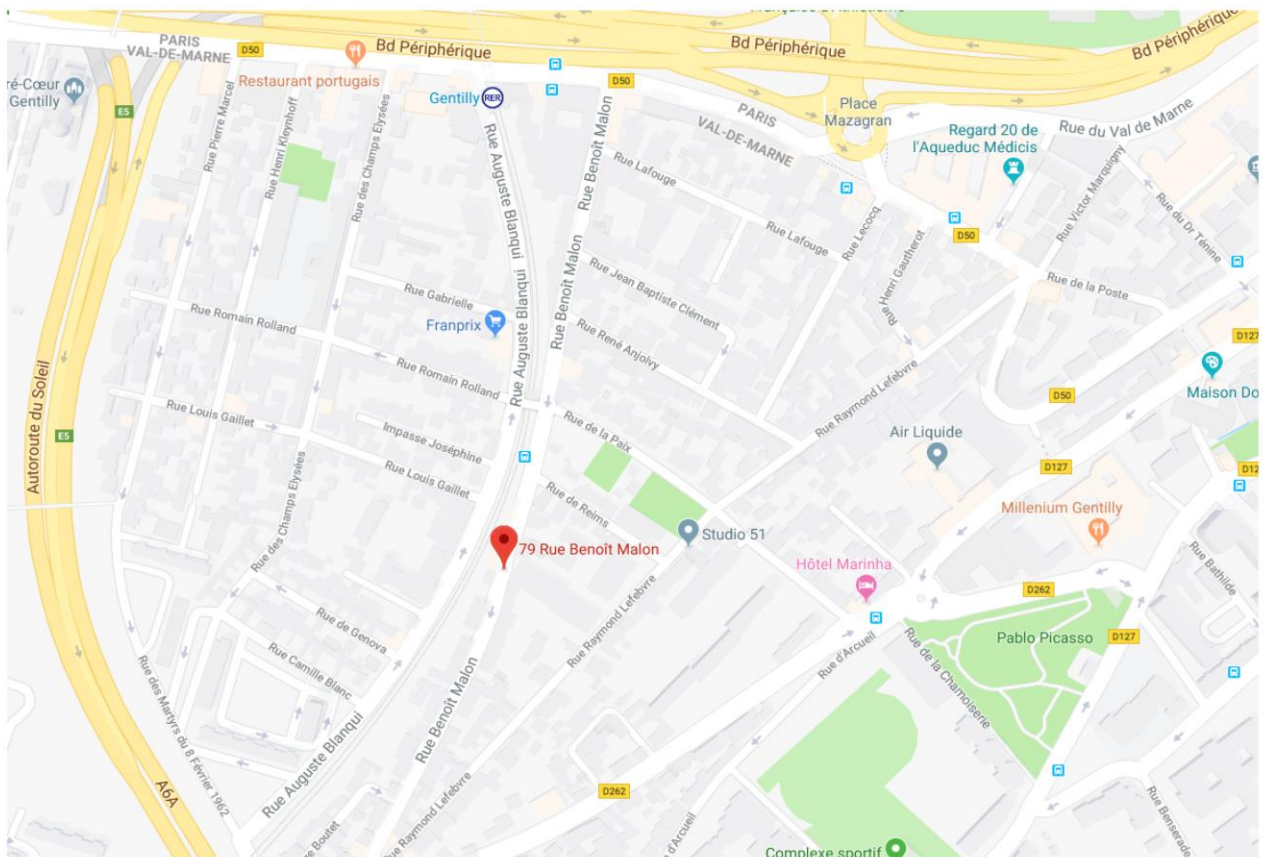 Française d'Athlétisme
PARIS
VAL-DE-MARNE
D50
Bd Périphérique
Bd Périphérique
Bd Périphérique
Restaurant portugais
ré-Cœur
Gentilly
E5
Gentilly
RER
D50
Place
Mazagran
PARIS
VAL-DE-MARNE
Regard 20 de
l'Aqueduc Médicis
Rue du Val de Marne
Rue Pierre Marcel
Rue Henri Kleynhoff
Rue des Champs Elysées
Rue Auguste Blanqui
Rue Benoît Malon
Rue Lafouge
Rue Lafouge
Rue Lecocq
Rue Henri Gautherot
D50
Rue Victor Marquigny
Rue du Dr Ténine
Rue de la Poste
Rue Gabrielle
Franprix
Rue Auguste Blanqui
Rue Benoît Malon
Rue Jean Baptiste Clément
Rue René Anjolvy
Rue Romain Rolland
Rue Romain Rolland
Rue Raymond Lefebvre
D127
Maison Do
D50
Autoroute du Soleil
E5
Rue Louis Gaillet
Impasse Joséphine
Rue Louis Gaillet
Rue de la Paix
Air Liquide
D127
D12
Rue des Champs Elysées
Rue de Reims
Studio 51
Millenium Gentilly
79 Rue Benoît Malon
Hôtel Marinha
Rue Bathilde
D262
Rue de Genova
Rue Camille Blanc
Rue Raymond Lefebvre
Rue d'Arcueil
Rue de la Chamoiserie
Pablo Picasso
D127
Rue des Martyrs du 8 Février 1962
Rue Auguste Blanqui
Rue Benoît Malon
A6A
D262
Rue Raymond Lefebvre
Boutet
d'Arcueil
Complexe sportif
Rue Benserade